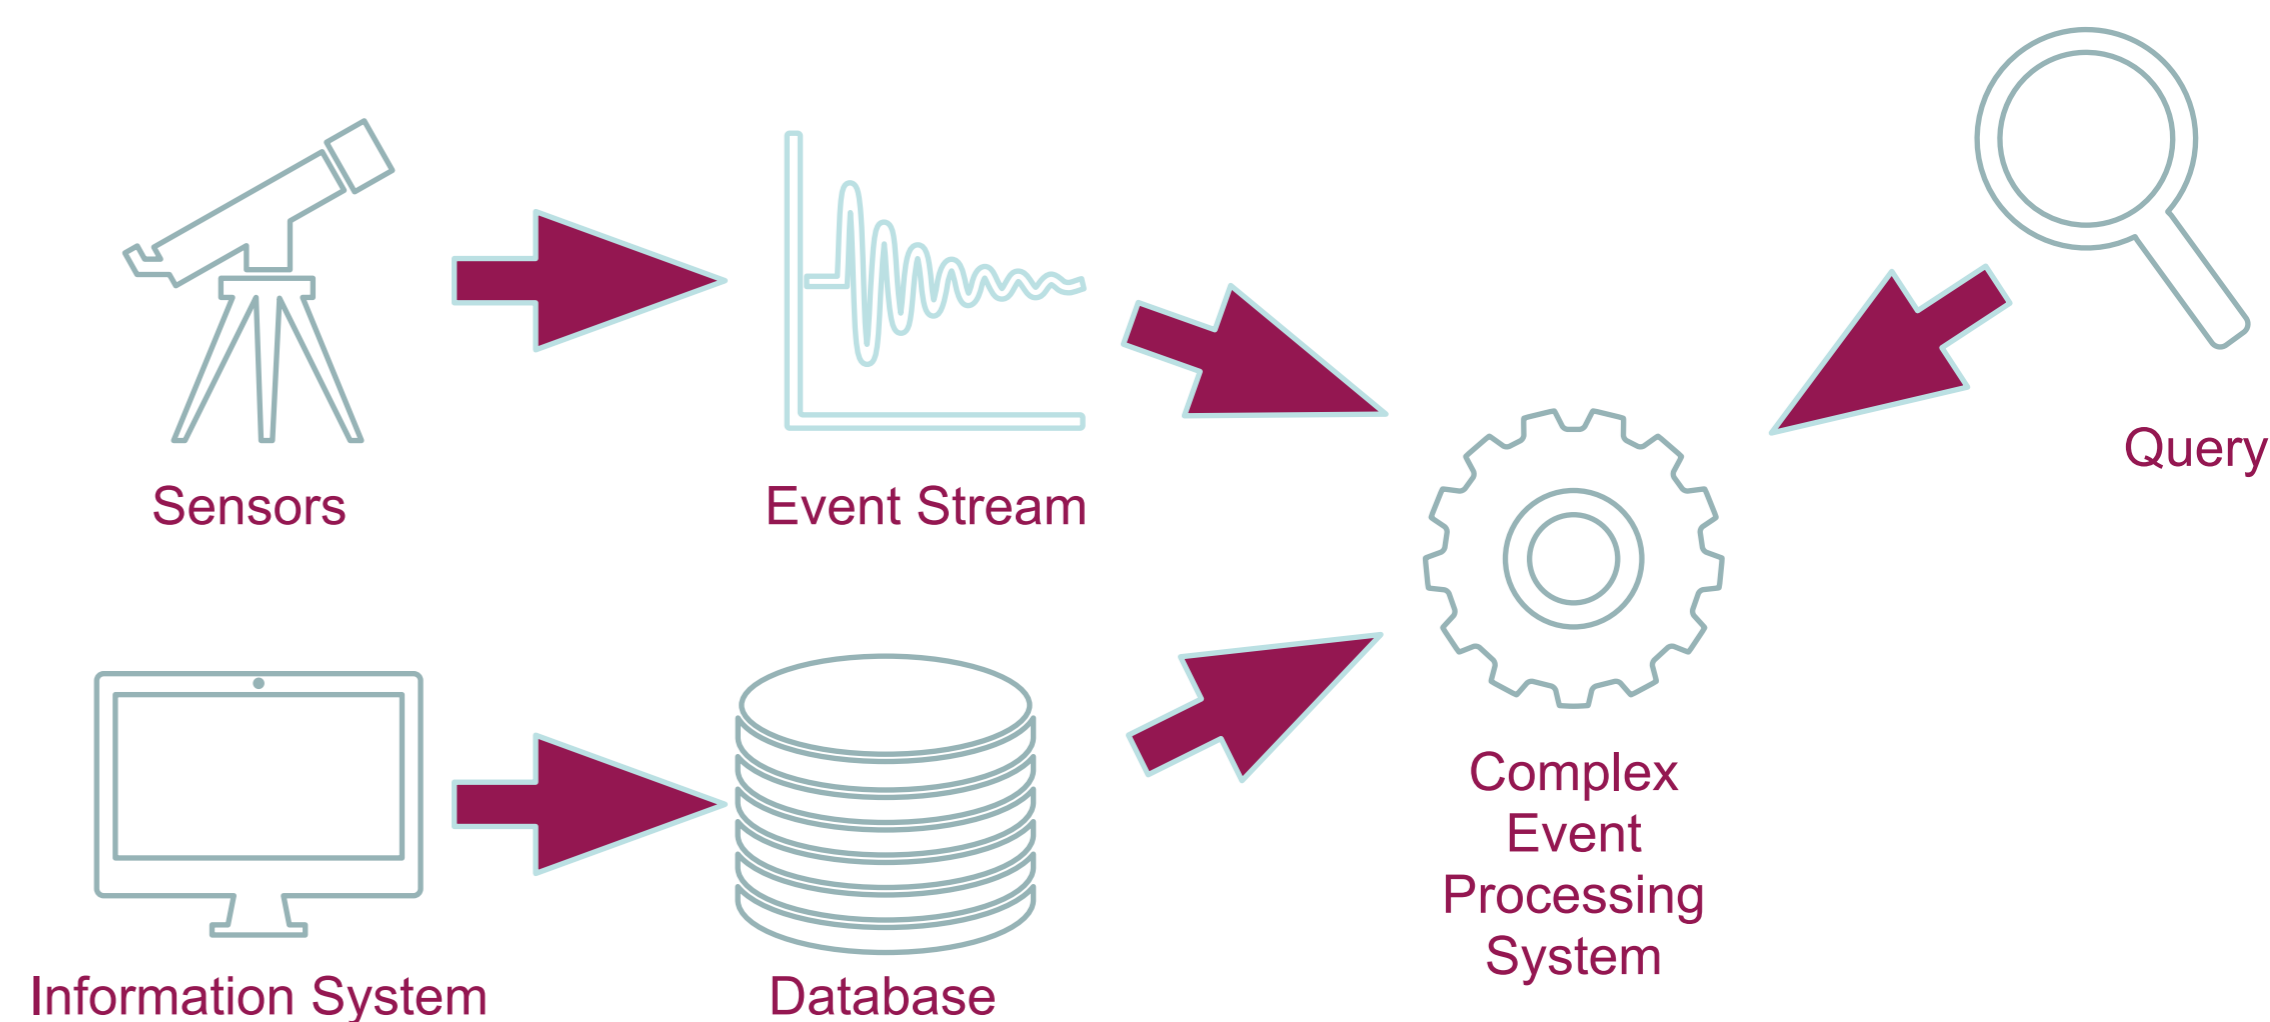 Query
Sensors
Event Stream
Complex
Event
Processing
System
Information System
Database